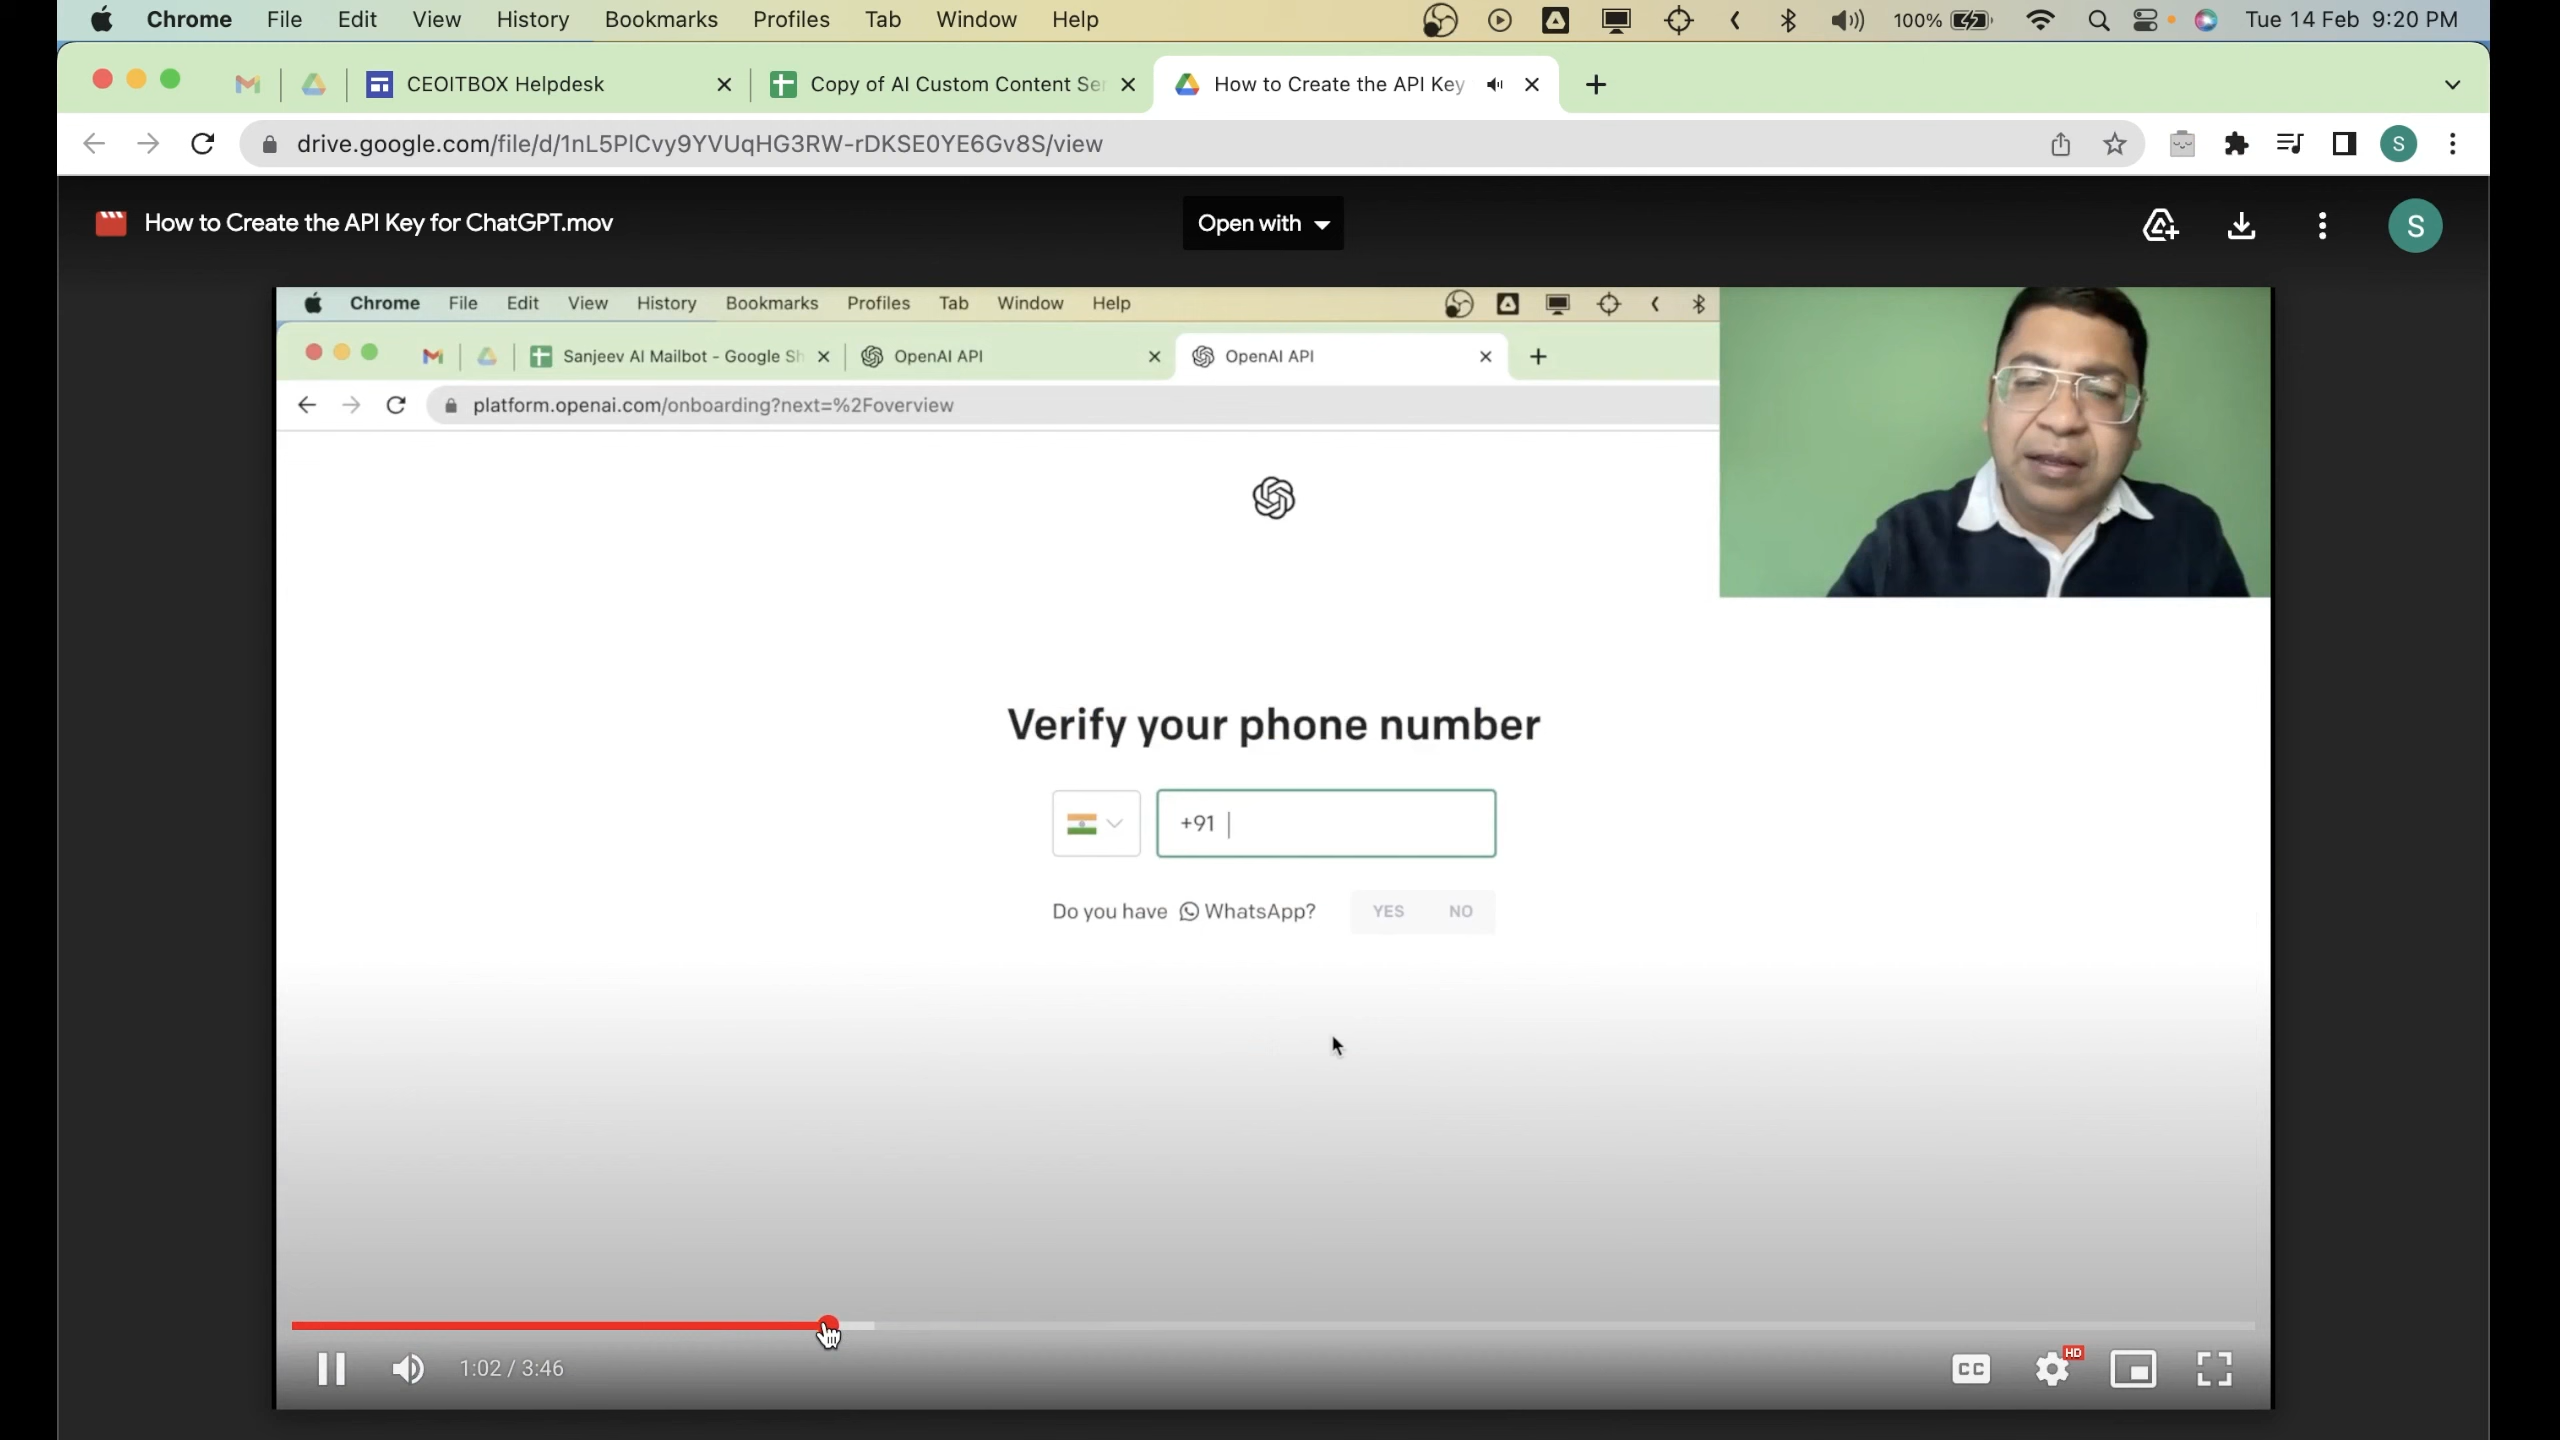 Chrome File Edit View History Bookmarks Profiles Tab Window Help 100% Tue 14 Feb 9:20 PM
CEOITBOX Helpdesk Copy of AI Custom Content Se How to Create the API Key
drive.google.com/file/d/1nL5PlCvy9YVUqHG3RW-rDKSE0YE6Gv8S/view S
How to Create the API Key for ChatGPT.mov Open with S
Chrome File Edit View History Bookmarks Profiles Tab Window Help
Sanjeev AI Mailbot - Google Sh OpenAI API OpenAI API
platform.openai.com/onboarding?next=%2Foverview
Verify your phone number
+91
Do you have WhatsApp? YES NO
1:02 / 3:46 CC HD